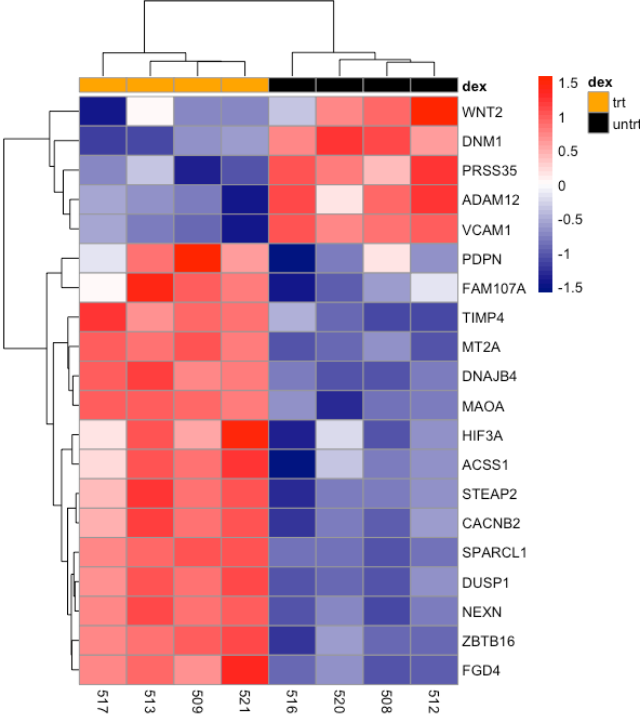 dex
WNT2
DNM1
PRSS35
ADAM12
VCAM1
PDPN
FAM107A
TIMP4
MT2A
DNAJB4
MAOA
HIF3A
ACSS1
STEAP2
CACNB2
SPARCL1
DUSP1
NEXN
ZBTB16
FGD4
517
513
509
521
516
520
508
512
1.5
1
0.5
0
-0.5
-1
-1.5
dex
trt
untrt